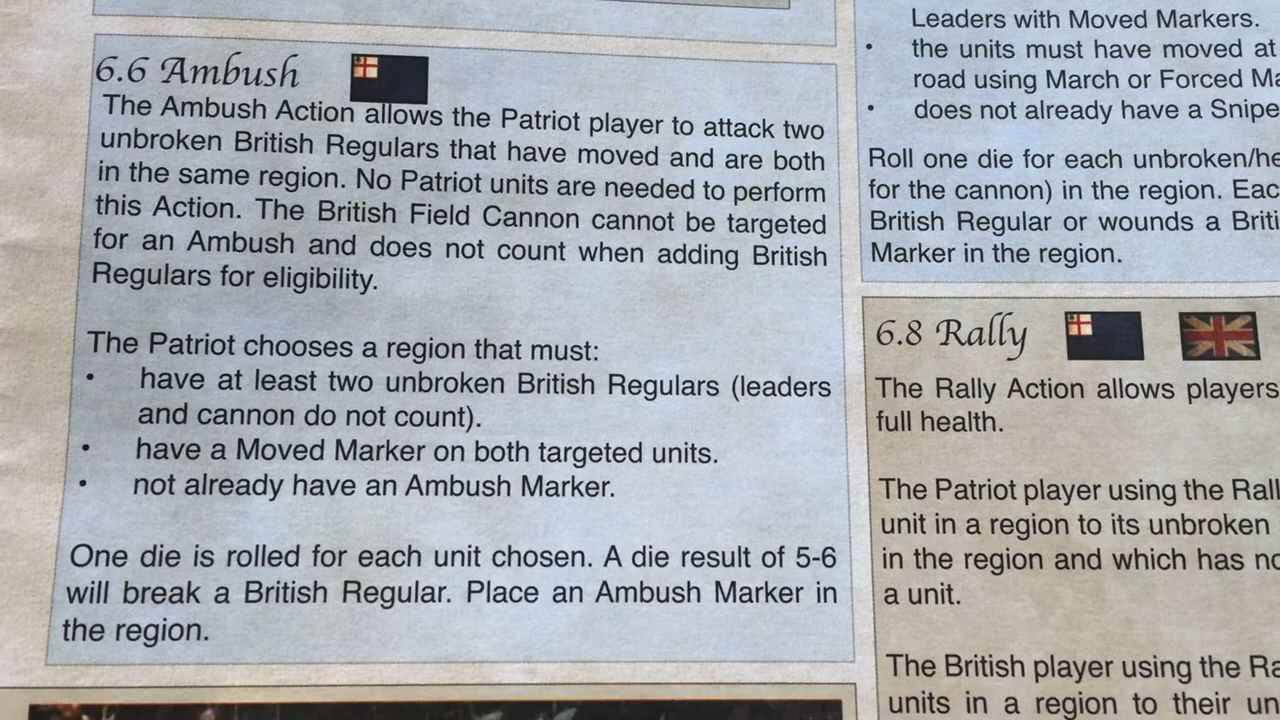 6.6 Ambush
The Ambush Action allows the Patriot player to attack two
unbroken British Regulars that have moved and are both
in the same region. No Patriot units are needed to perform
this Action. The British Field Cannon cannot be targeted
for an Ambush and does not count when adding British
Regulars for eligibility.
The Patriot chooses a region that must:
• have at least two unbroken British Regulars (leaders
and cannon do not count).
• have a Moved Marker on both targeted units.
• not already have an Ambush Marker.
One die is rolled for each unit chosen. A die result of 5-6
will break a British Regular. Place an Ambush Marker in
the region.
Leaders with Moved Markers.
• the units must have moved at
road using March or Forced
• does not already have a
Roll one die for each
for the cannon) in the region.
British Regular or wounds a
Marker in the region.
6.8 Rally
The Rally Action allows players
full health.
The Patriot player using the
unit in a region to its unbroken
in the region and which has
a unit.
The British player using the
units in a region to their